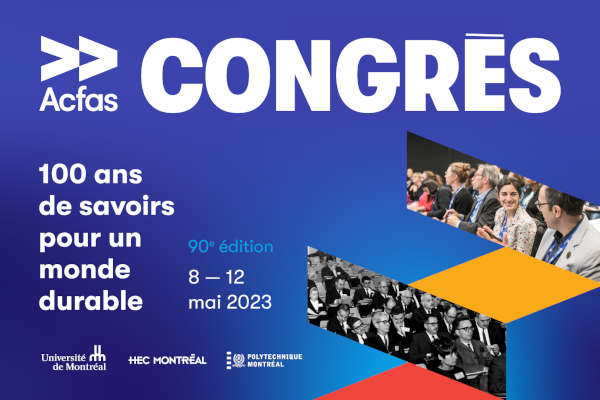 Acfas
CONGRÈS
100 ans
de savoirs
pour un
monde
durable
90e édition
8 — 12
mai 2023
Université
de Montréal
HEC MONTRÉAL
POLYTECHNIQUE
MONTRÉAL